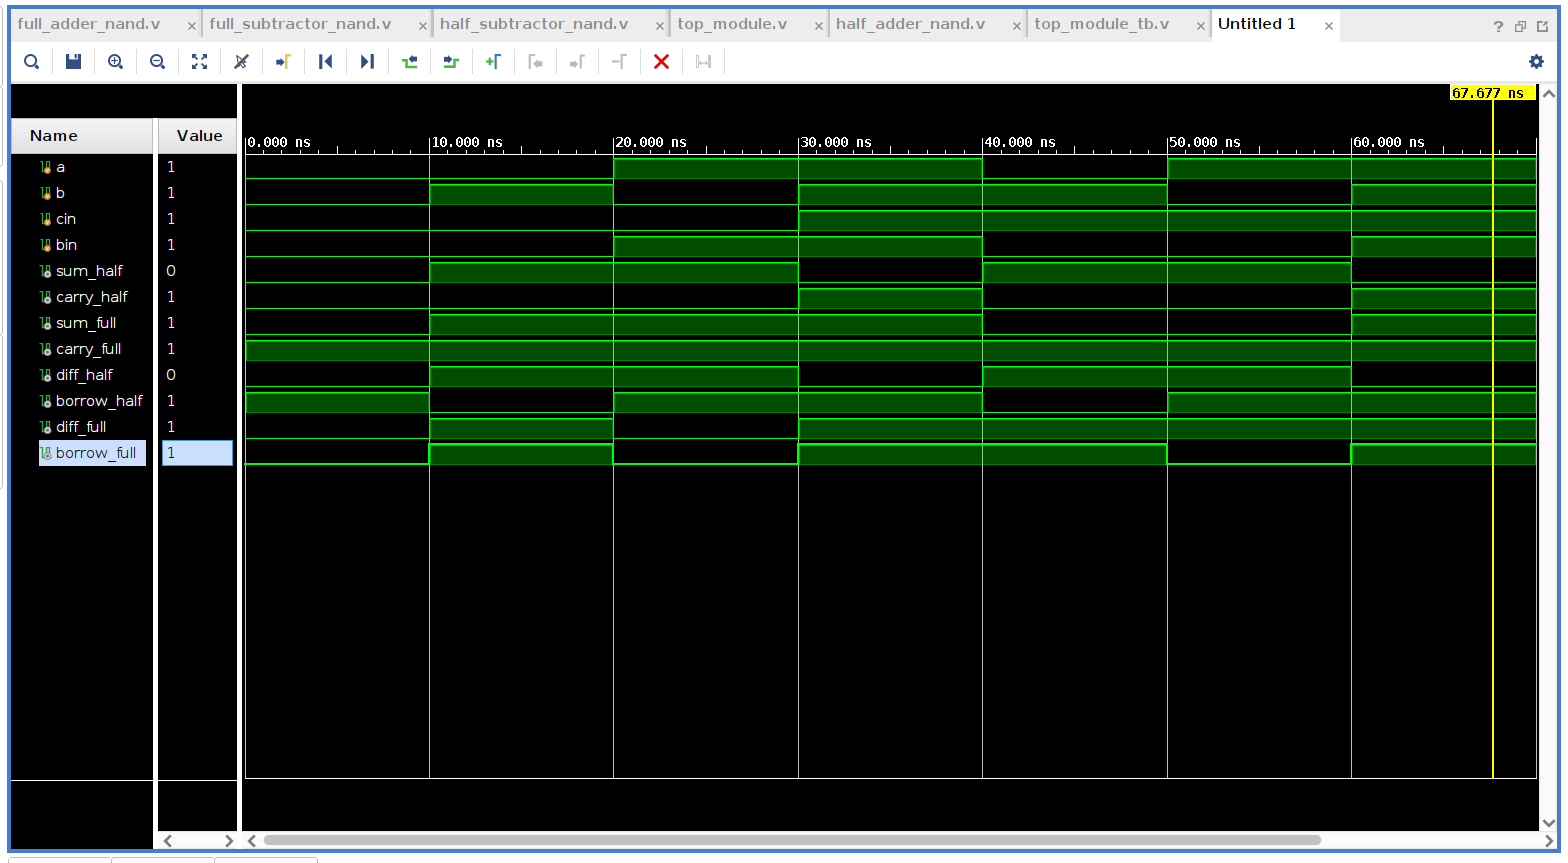 full_adder_nand.v × full_subtractor_nand.v × half_subtractor_nand.v × top_module.v × half_adder_nand.v × top_module_tb.v × Untitled 1 × ?
67.677 ns
Name Value
0.000 ns 10.000 ns 20.000 ns 30.000 ns 40.000 ns 50.000 ns 60.000 ns
a 1
b 1
cin 1
bin 1
sum_half 0
carry_half 1
sum_full 1
carry_full 1
diff_half 0
borrow_half 1
diff_full 1
borrow_full 1